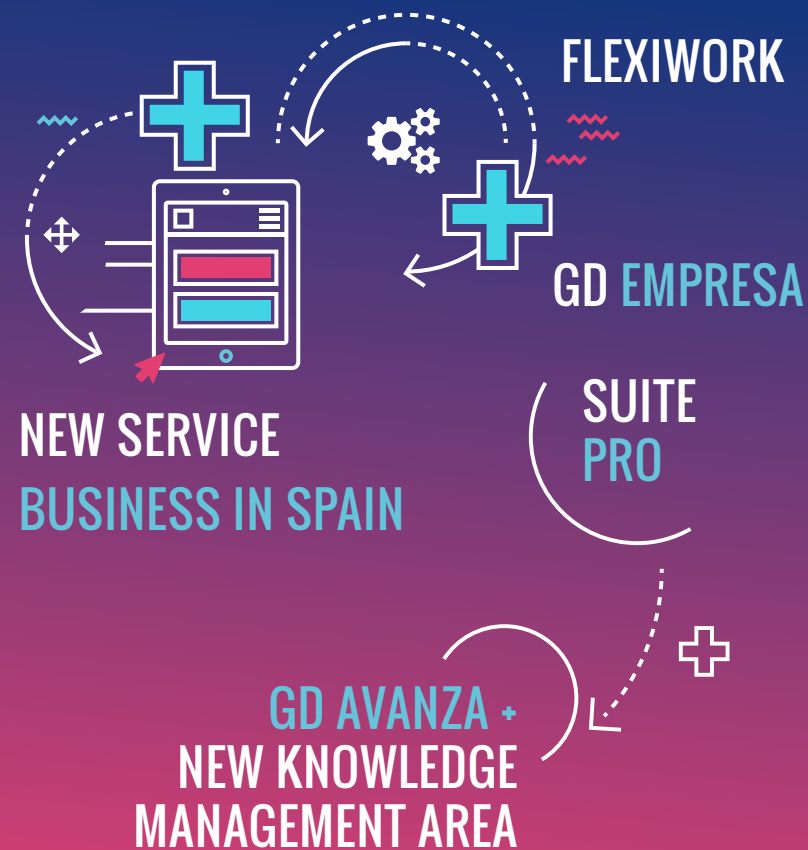 FLEXIWORK
GD EMPRESA
SUITE
PRO
NEW SERVICE
BUSINESS IN SPAIN
GD AVANZA +
NEW KNOWLEDGE
MANAGEMENT AREA